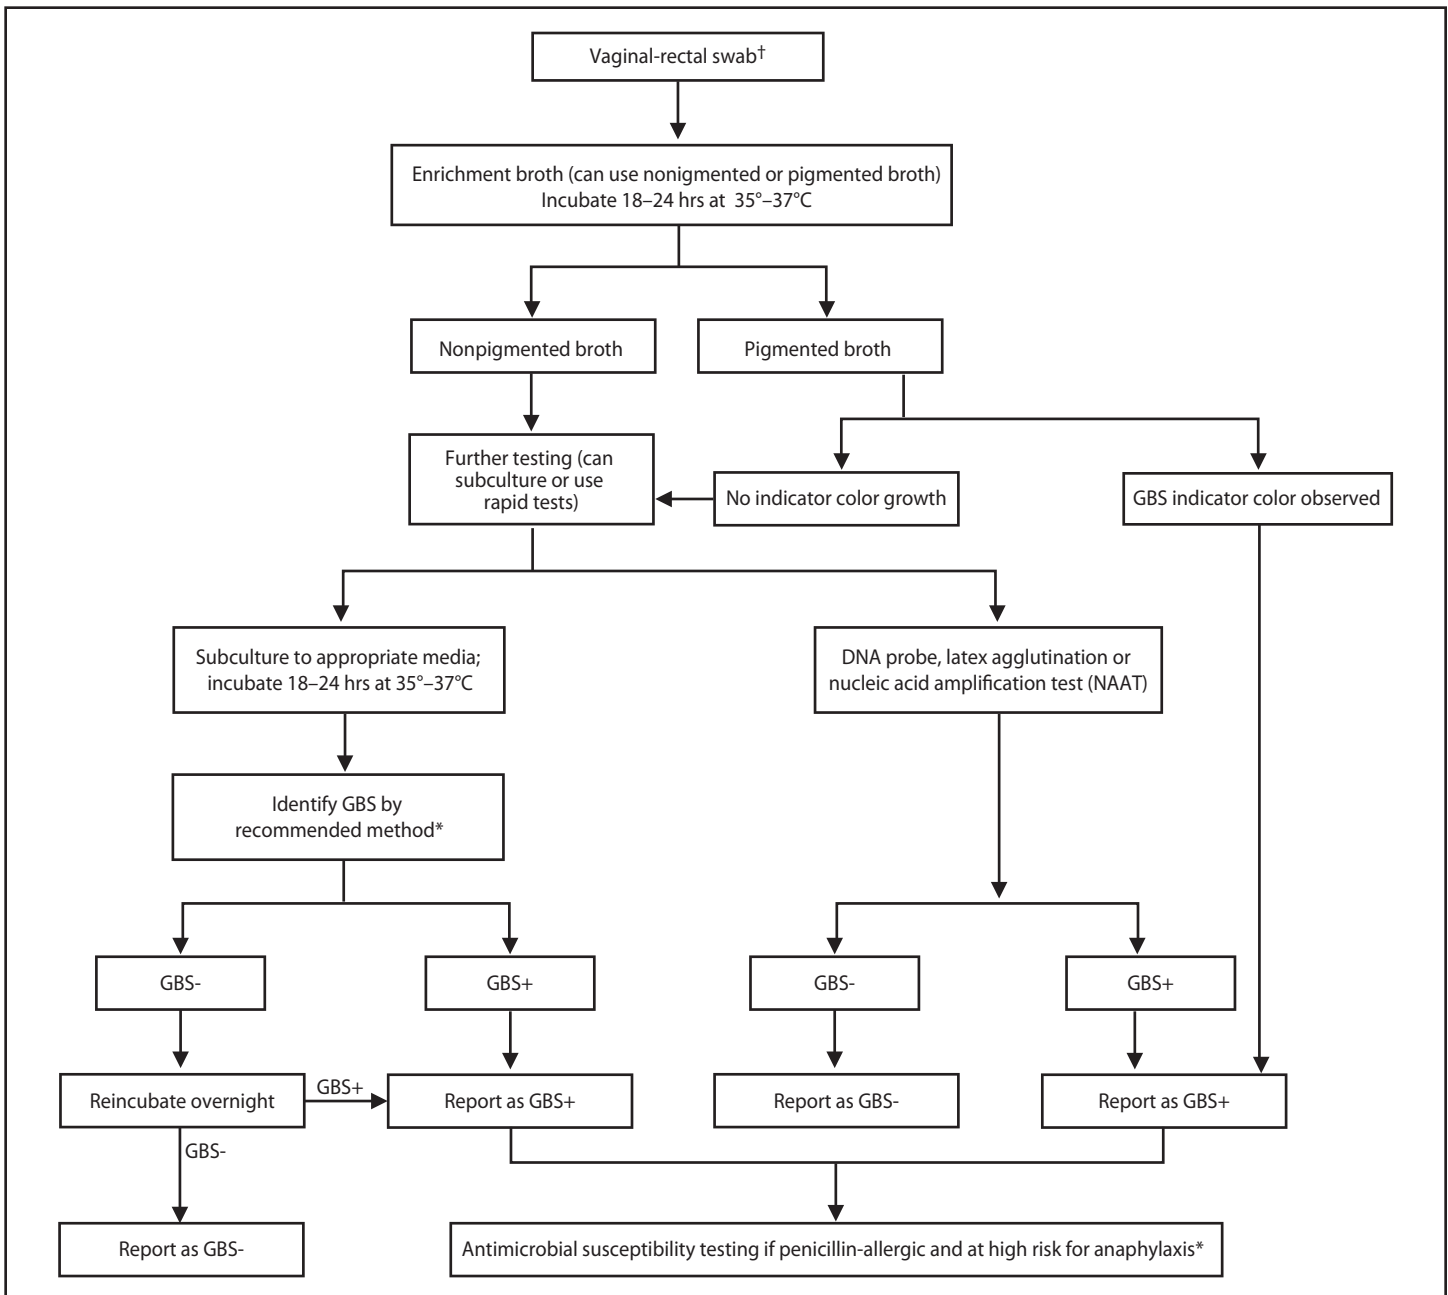 Vaginal-rectal swab†
Enrichment broth (can use nonigmented or pigmented broth)
Incubate 18–24 hrs at 35°–37°C
Nonpigmented broth
Pigmented broth
Further testing (can
subculture or use
rapid tests)
No indicator color growth
GBS indicator color observed
Subculture to appropriate media;
incubate 18–24 hrs at 35°–37°C
DNA probe, latex agglutination or
nucleic acid amplification test (NAAT)
Identify GBS by
recommended method*
GBS-
GBS+
GBS-
GBS+
Reincubate overnight
GBS+
Report as GBS+
Report as GBS-
Report as GBS+
GBS-
Report as GBS-
Antimicrobial susceptibility testing if penicillin-allergic and at high risk for anaphylaxis*